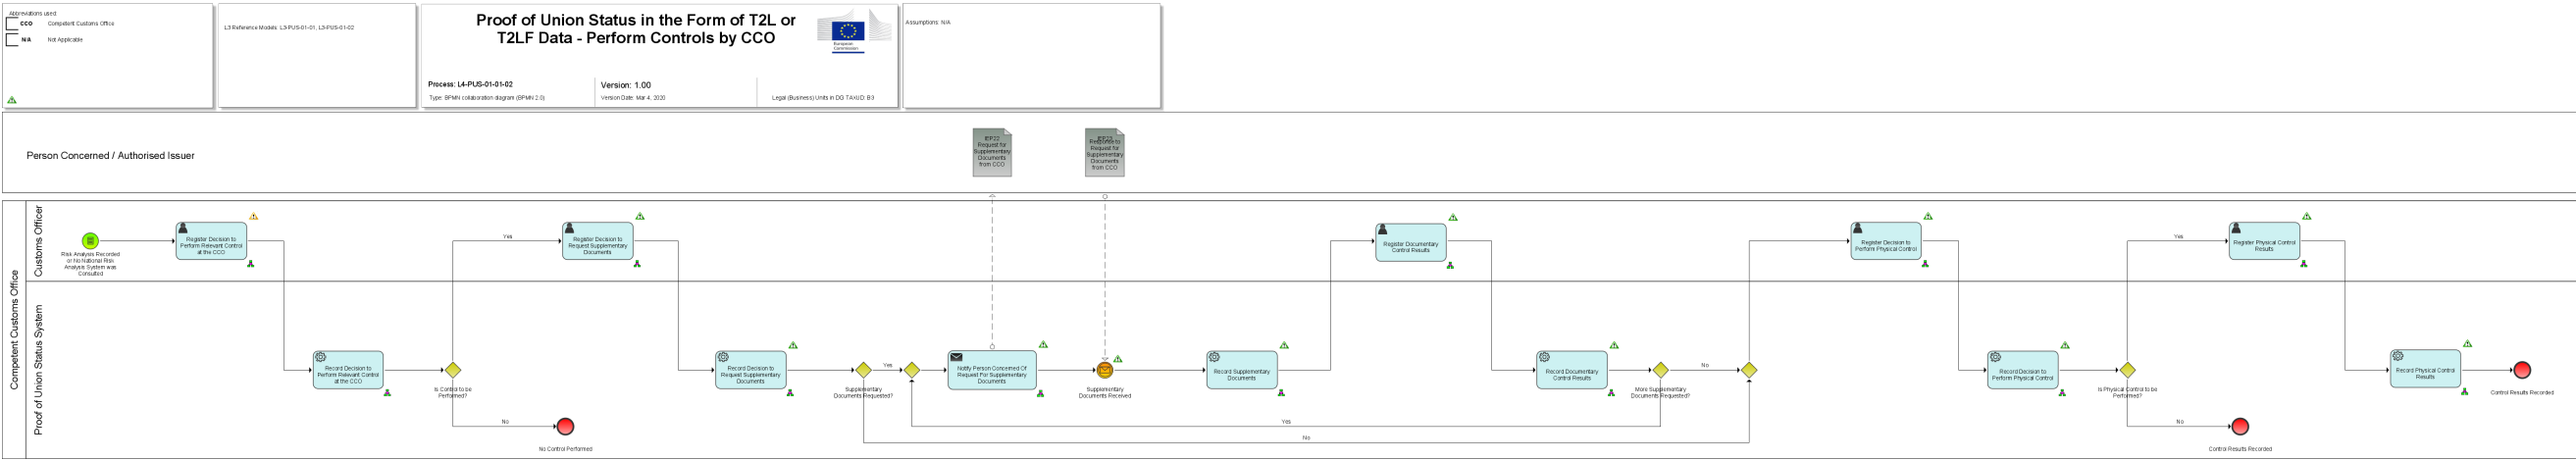 Abbreviations used:
CCO Competent Customs Office
N/A Not Applicable
L3 Reference Models: L3-PUS-01-01, L3-PUS-01-02
Proof of Union Status in the Form of T2L or
T2LF Data - Perform Controls by CCO
European
Commission
Process: L4-PUS-01-01-02
Version: 1.00
Type: BPMN collaboration diagram (BPMN 2.0)
Version Date: Mar 4, 2020
Legal (Business) Units in DG TAXUD: B3
Assumptions: N/A
Person Concerned / Authorised Issuer
IEP22
Request for
Supplementary
Documents
from CCO
IEP23
Response to
Request for
Supplementary
Documents
from CCO
Competent Customs Office
Customs Officer
Risk Analysis Recorded
or No National Risk
Analysis System was
Consulted
Register Decision to
Perform Relevant Control
at the CCO
Yes
Register Decision to
Request Supplementary
Documents
Register Documentary
Control Results
Register Decision to
Perform Physical Control
Yes
Register Physical Control
Results
Proof of Union Status System
Record Decision to
Perform Relevant Control
at the CCO
Is Control to be
Performed?
No
No Control Performed
Record Decision to
Request Supplementary
Documents
Supplementary
Documents Requested?
Yes
Notify Person Concerned Of
Request For Supplementary
Documents
Supplementary
Documents Received
Record Supplementary
Documents
Record Documentary
Control Results
More Supplementary
Documents Requested?
No
Yes
No
Record Decision to
Perform Physical Control
Is Physical Control to be
Performed?
No
Control Results Recorded
Record Physical Control
Results
Control Results Recorded